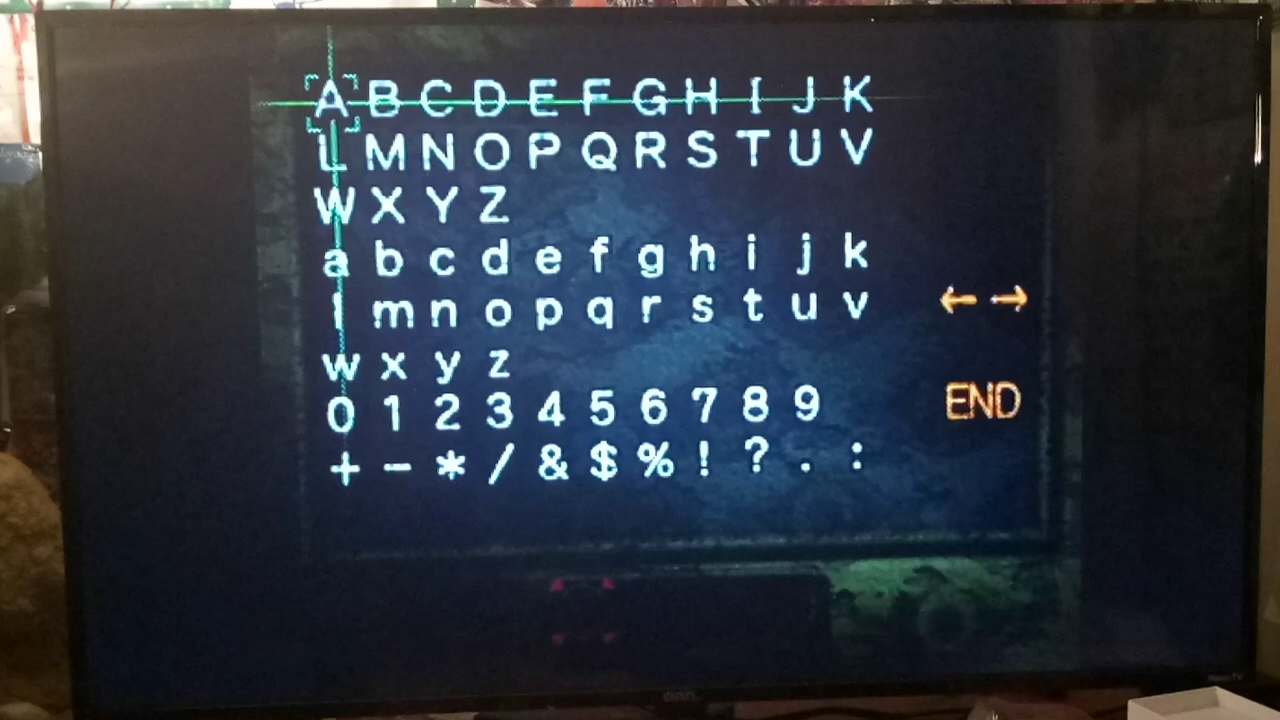 A B C D E F G H I J K
L M N O P Q R S T U V
W X Y Z
a b c d e f g h i j k
l m n o p q r s t u v
← →
w x y z
0 1 2 3 4 5 6 7 8 9
END
+ - * / & $ % ! ? . :